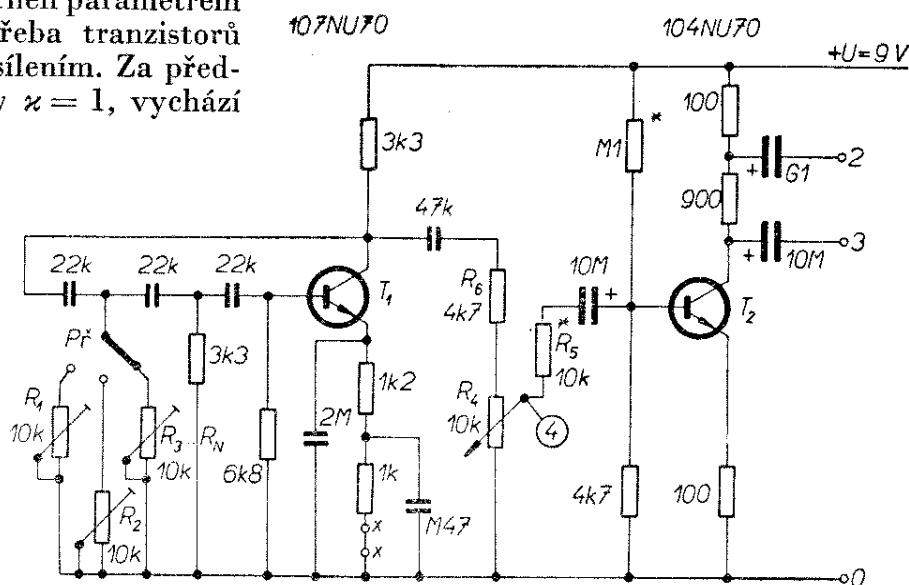 rnen parametrem
řeba tranzistorů
sílením. Za před-
y ϰ = 1, vychází
107NU70
104NU70
+U=9V
100
M1 *
3k3
2
+ G1
900
47k
3
+ 10M
22k 22k 22k
10M +
R6
4k7
T1
T2
Př
3k3
* R5
10k
R1
10k
R3
10k
RN
6k8
2M
1k2
R4
10k
4
R2
10k
1k
M47
x
x
4k7
100
0